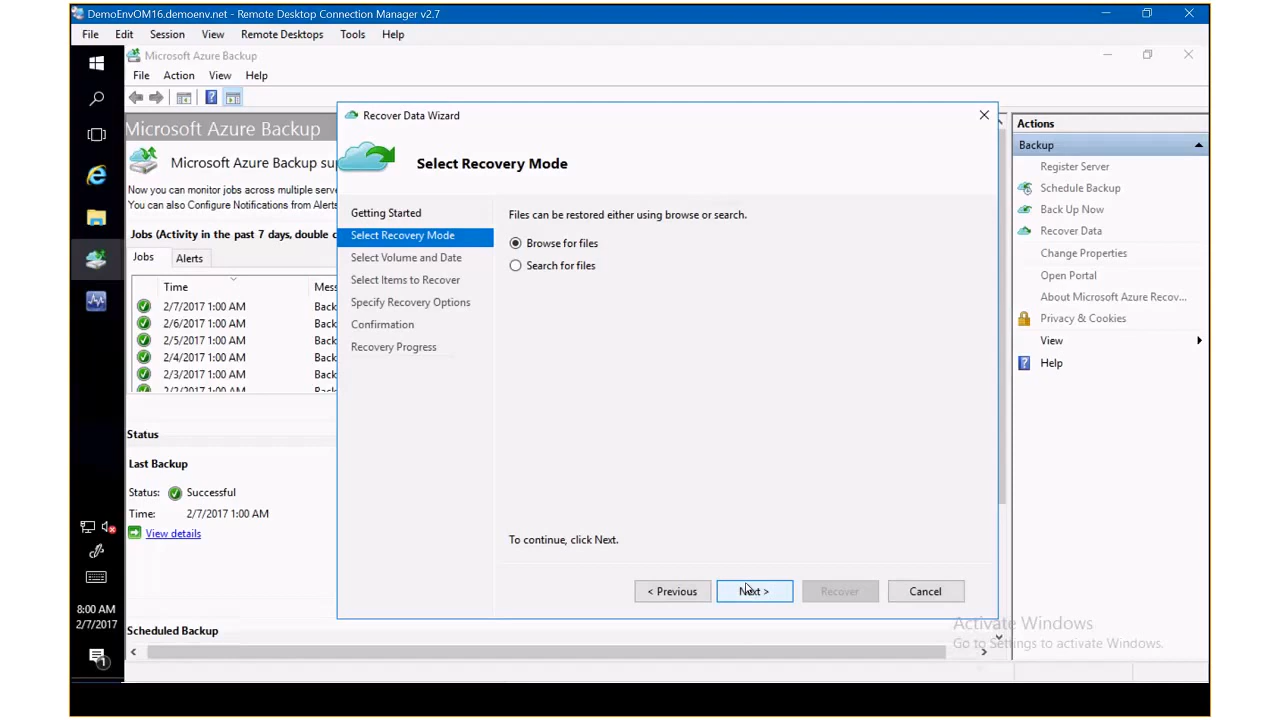 DemoEnvOM16.demoenv.net - Remote Desktop Connection Manager v2.7
File Edit Session View Remote Desktops Tools Help
Microsoft Azure Backup
File Action View Help
Microsoft Azure Backup
Microsoft Azure Backup
Now you can monitor jobs across multiple
You can also Configure Notifications from Alerts
Jobs (Activity in the past 7 days, double
Jobs Alerts
Time
2/7/2017 1:00 AM
2/6/2017 1:00 AM
2/5/2017 1:00 AM
2/4/2017 1:00 AM
2/3/2017 1:00 AM
2/2/2017 1:00 AM
Status
Last Backup
Status: Successful
Time: 2/7/2017 1:00 AM
View details
Scheduled Backup
Recover Data Wizard
Select Recovery Mode
Getting Started
Select Recovery Mode
Select Volume and Date
Select Items to Recover
Specify Recovery Options
Confirmation
Recovery Progress
Files can be restored either using browse or search.
Browse for files
Search for files
To continue, click Next.
< Previous Next > Recover Cancel
Actions
Backup
Register Server
Schedule Backup
Back Up Now
Recover Data
Change Properties
Open Portal
About Microsoft Azure Recov...
Privacy & Cookies
View
Help
Activate Windows
Go to Settings to activate Windows.
8:00 AM
2/7/2017
1